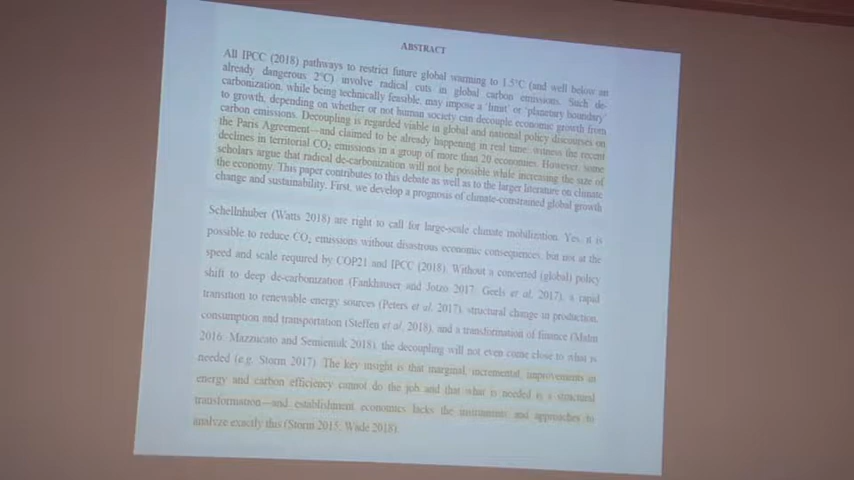 ABSTRACT
All IPCC (2018) pathways to restrict future global warming to 1.5°C (and well below an
already dangerous 2°C) involve radical cuts in global carbon emissions. Such de-
carbonization, while being technically feasible, may impose a ‘limit’ or ‘planetary boundary’
to growth, depending on whether or not human society can decouple economic growth from
carbon emissions. Decoupling is regarded viable in global and national policy discourses on
the Paris Agreement—and claimed to be already happening in real time: witness the recent
declines in territorial CO₂ emissions in a group of more than 20 economies. However, some
scholars argue that radical de-carbonization will not be possible while increasing the size of
the economy. This paper contributes to this debate as well as to the larger literature on climate
change and sustainability. First, we develop a prognosis of climate-constrained global growth
Schellnhuber (Watts 2018) are right to call for large-scale climate mobilization. Yes, it is
possible to reduce CO₂ emissions without disastrous economic consequences, but not at the
speed and scale required by COP21 and IPCC (2018). Without a concerted (global) policy
shift to deep de-carbonization (Fankhauser and Jotzo 2017; Geels et al. 2017), a rapid
transition to renewable energy sources (Peters et al. 2017), structural change in production,
consumption and transportation (Steffen et al. 2018), and a transformation of finance (Malm
2016; Mazzucato and Semieniuk 2018), the decoupling will not even come close to what is
needed (e.g. Storm 2017). The key insight is that marginal, incremental, improvements in
energy and carbon efficiency cannot do the job and that what is needed is a structural
transformation—and establishment economics lacks the instruments and approaches to
analyze exactly this (Storm 2015; Wade 2018).